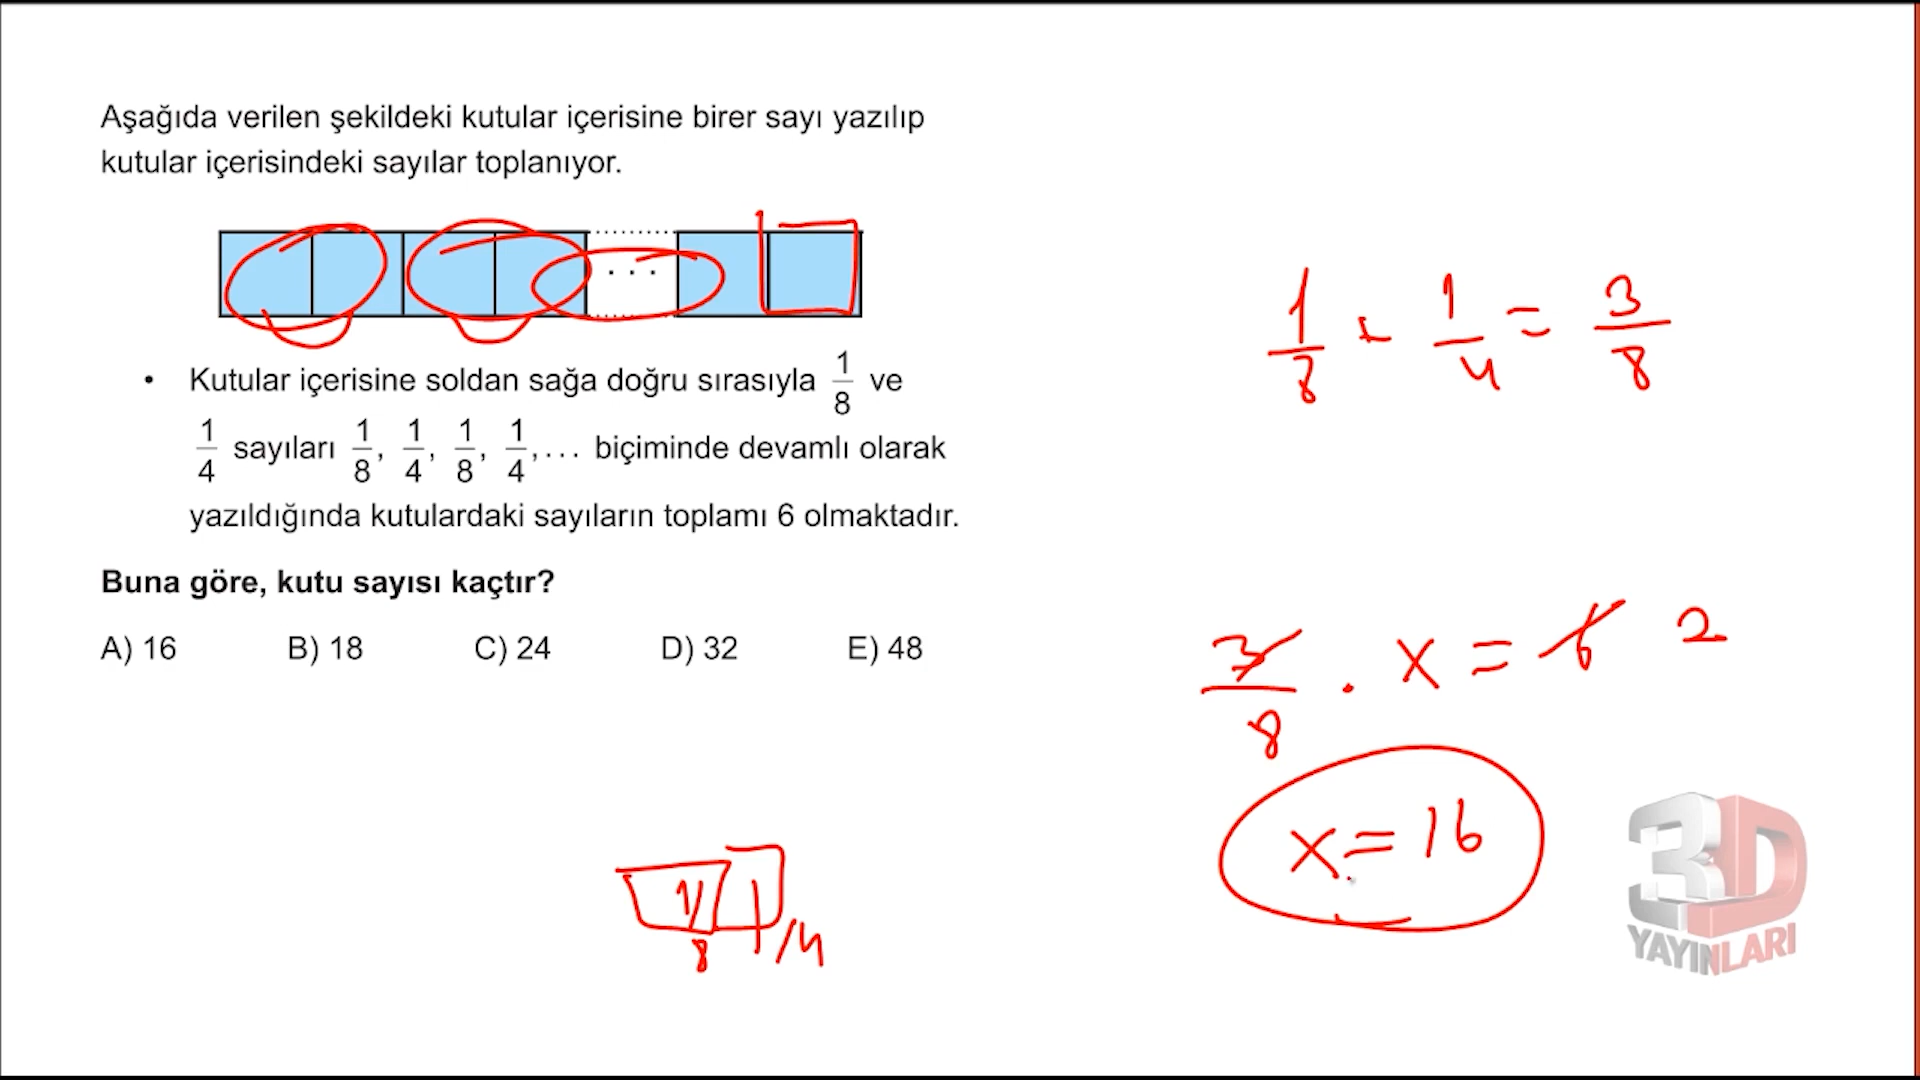 Aşağıda verilen şekildeki kutular içerisine birer sayı yazılıp
kutular içerisindeki sayılar toplanıyor.
...
• Kutular içerisine soldan sağa doğru sırasıyla 1/8 ve
1/4 sayıları 1/8, 1/4, 1/8, 1/4,... biçiminde devamlı olarak
yazıldığında kutulardaki sayıların toplamı 6 olmaktadır.
Buna göre, kutu sayısı kaçtır?
A) 16 B) 18 C) 24 D) 32 E) 48
1/8 + 1/4 = 3/8
3/8 . x = 6 2
x = 16
1/8 1/4
3D
YAYINLARI